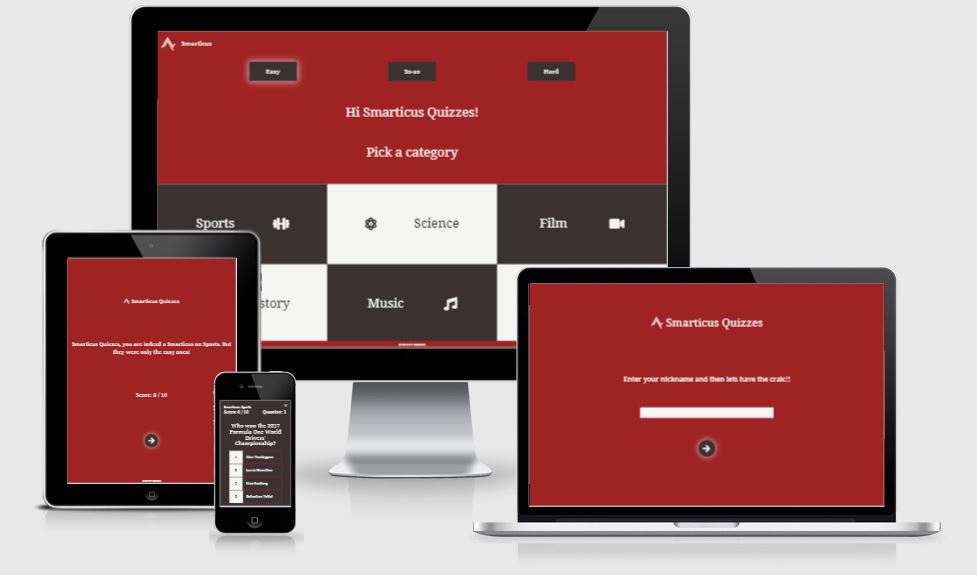 Smarticus
Easy
So-so
Hard
Hi Smarticus Quizzes!
Pick a category
Sports
Science
Film
story
Music
Smarticus Quizzes
Smarticus Quizzes, you are indeed a Smarticus on Sports. But
they were only the easy ones!
Score: 8 / 10
Smarticus Sports
Score: 0 / 10
Question: 1
Who won the 2017
Formula One World
Drivers'
Championship?
Lewis Hamilton
Nico Rosberg
Sebastian Vettel
Smarticus Quizzes
Enter your nickname and then lets have the craic!!